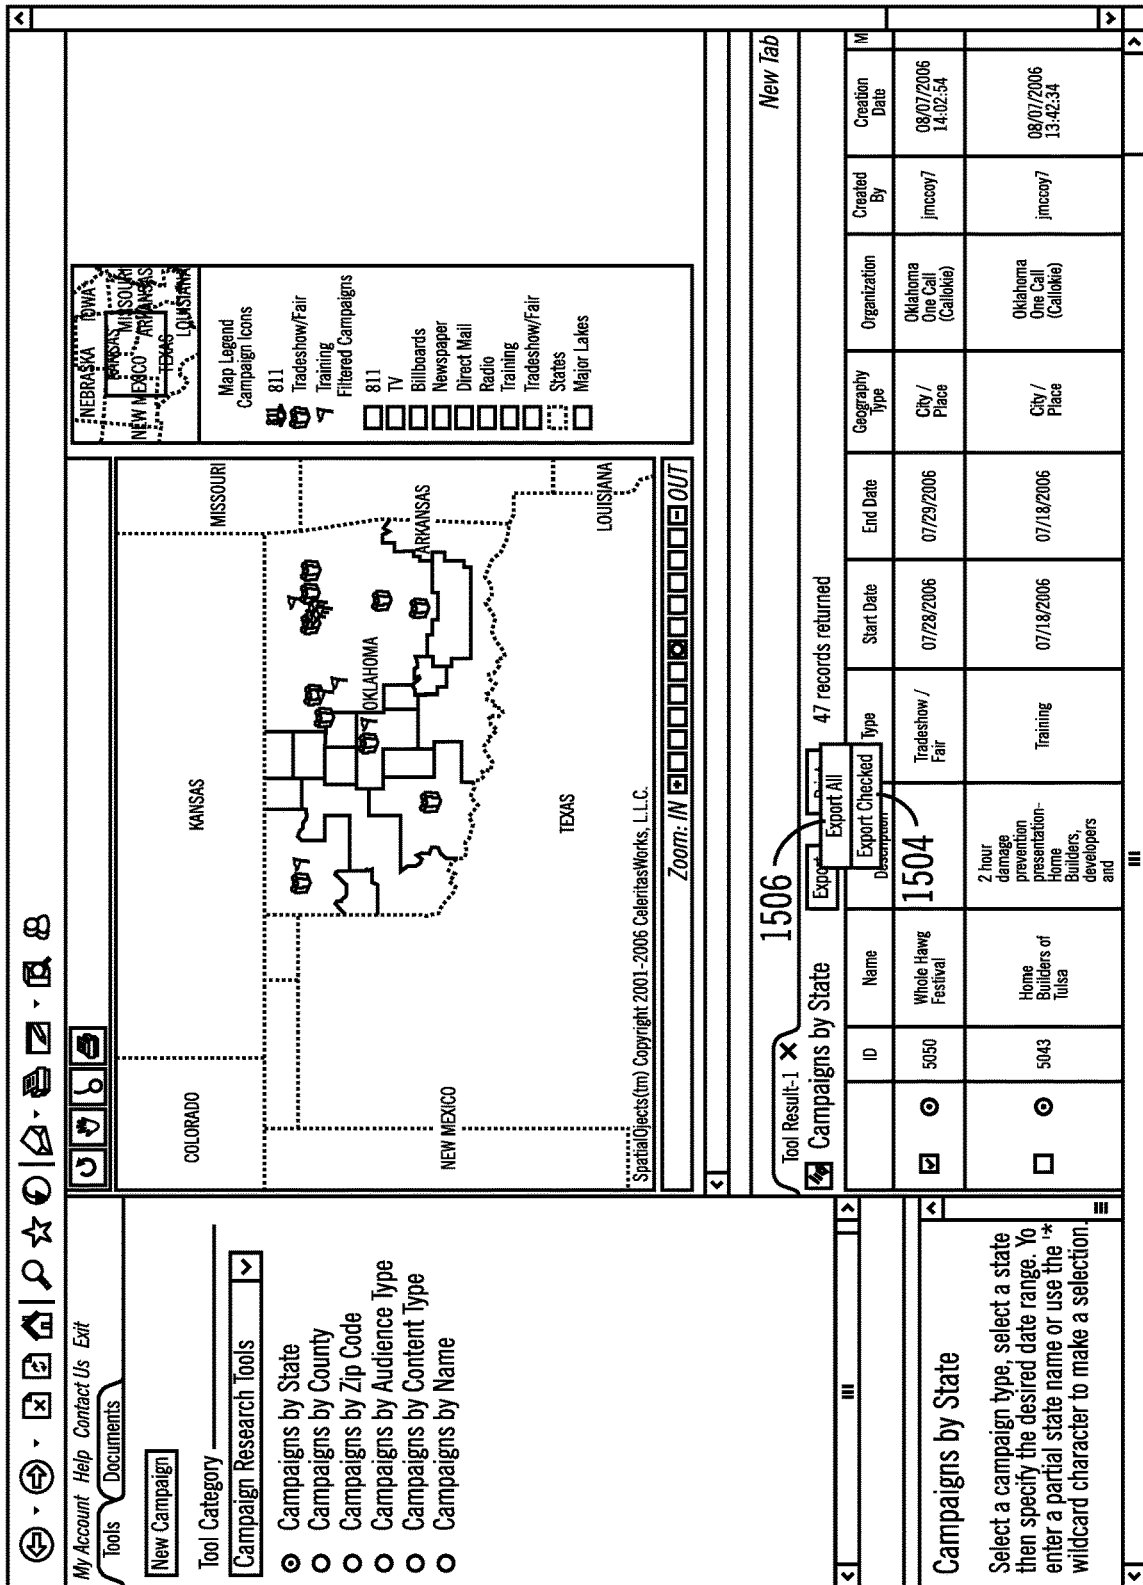 My Account Help Contact Us Exit
Tools Documents
New Campaign
Tool Category
Campaign Research Tools
Campaigns by State
Campaigns by County
Campaigns by Zip Code
Campaigns by Audience Type
Campaigns by Content Type
Campaigns by Name
Campaigns by State
Select a campaign type, select a state
then specify the desired date range. Yo
enter a partial state name or use the '*
wildcard character to make a selection.
COLORADO
KANSAS
MISSOURI
NEW MEXICO
OKLAHOMA
ARKANSAS
TEXAS
LOUISIANA
SpatialOjects(tm) Copyright 2001-2006 CeleritasWorks, L.L.C.
Zoom: IN OUT
NEBRASKA IOWA
KANSAS MISSOURI
NEW MEXICO ARKANSAS
TEXAS LOUISIANA
Map Legend
Campaign Icons
811 811
Tradeshow/Fair
Training
Filtered Campaigns
811
TV
Billboards
Newspaper
Direct Mail
Radio
Training
Tradeshow/Fair
States
Major Lakes
New Tab
Tool Result-1
1506
Campaigns by State
Expor
47 records returned
Export All
Export Checked
1504
ID Name Description Type Start Date End Date Geography Type Organization Created By Creation Date M
5050 Whole Hawg Festival Tradeshow / Fair 07/28/2006 07/29/2006 City / Place Oklahoma One Call (Callokie) jmccoy7 08/07/2006 14:02:54
5043 Home Builders of Tulsa 2 hour damage prevention presentation- Home Builders, developers and Training 07/18/2006 07/18/2006 City / Place Oklahoma One Call (Callokie) jmccoy7 08/07/2006 13:42:34